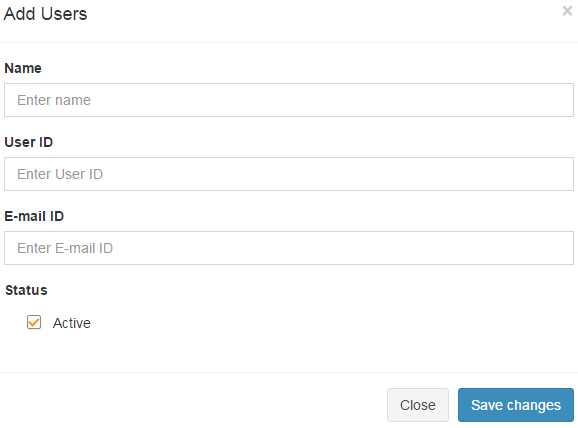 Add Users ×
Name
Enter name
User ID
Enter User ID
E-mail ID
Enter E-mail ID
Status
Active
Close Save changes